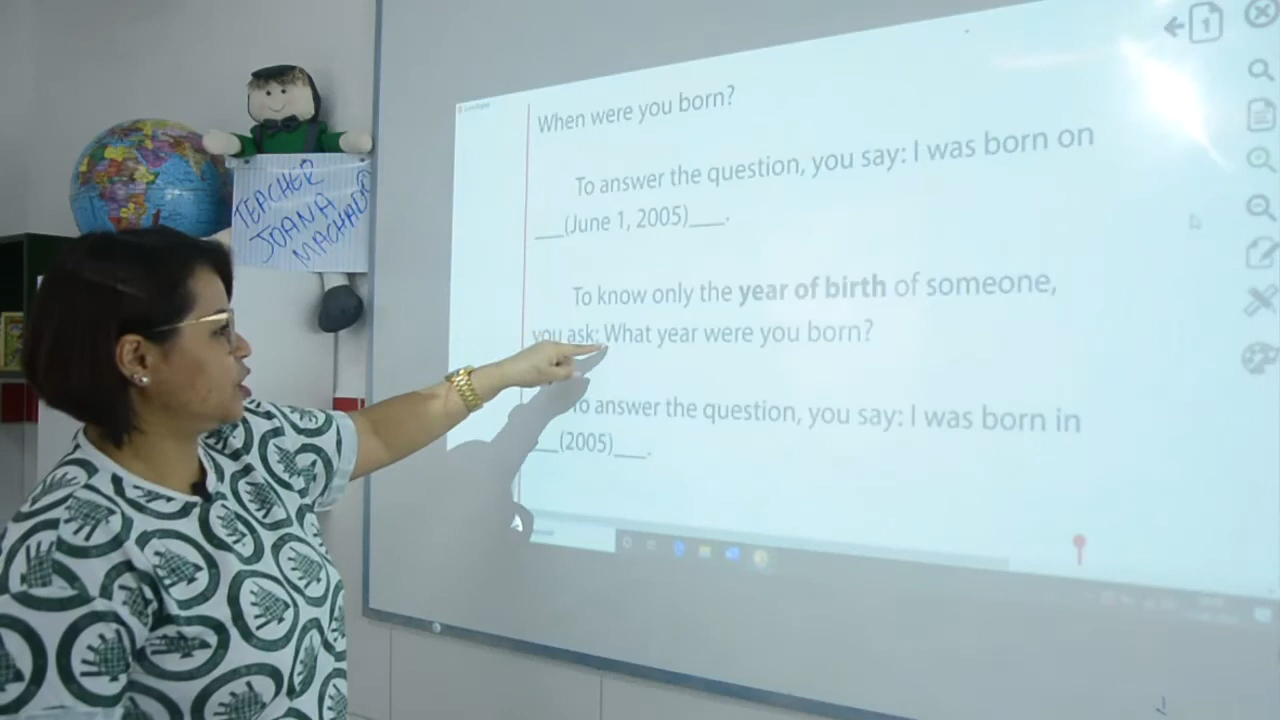 TEACHER
JOANA
MACHADO
When were you born?
To answer the question, you say: I was born on
___(June 1, 2005)___.
To know only the year of birth of someone,
you ask: What year were you born?
To answer the question, you say: I was born in
___(2005)___.
1